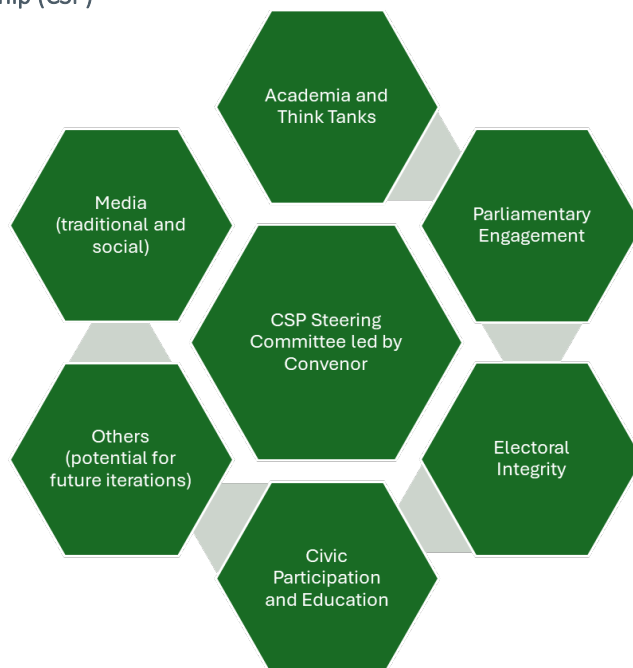 (CSP)
Academia and
Think Tanks
Media
(traditional and
social)
Parliamentary
Engagement
CSP Steering
Committee led by
Convenor
Others
(potential for
future iterations)
Electoral
Integrity
Civic
Participation
and Education